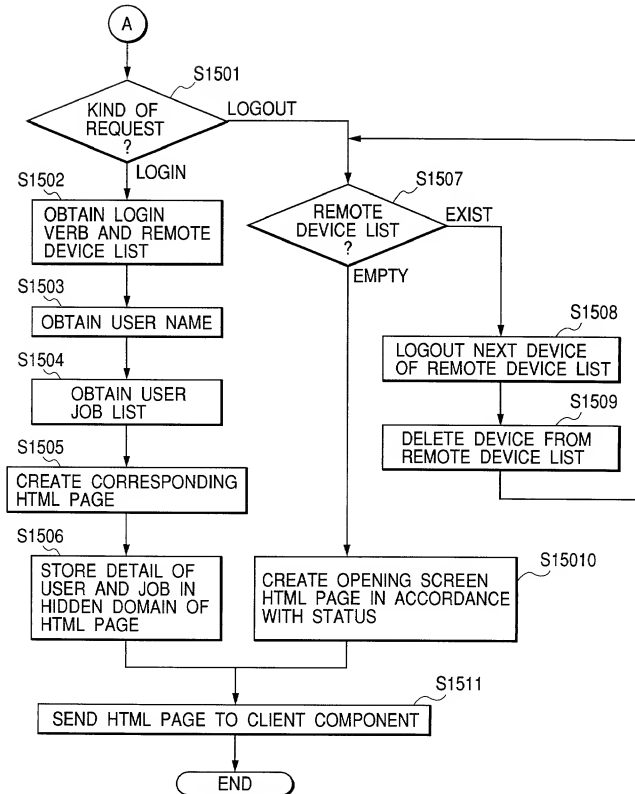 A
S1501
KIND OF
REQUEST
?
LOGOUT
LOGIN
S1502
OBTAIN LOGIN
VERB AND REMOTE
DEVICE LIST
S1503
OBTAIN USER NAME
S1504
OBTAIN USER
JOB LIST
S1505
CREATE CORRESPONDING
HTML PAGE
S1506
STORE DETAIL OF
USER AND JOB IN
HIDDEN DOMAIN OF
HTML PAGE
S1507
REMOTE
DEVICE LIST
?
EXIST
EMPTY
S1508
LOGOUT NEXT DEVICE
OF REMOTE DEVICE LIST
S1509
DELETE DEVICE FROM
REMOTE DEVICE LIST
S15010
CREATE OPENING SCREEN
HTML PAGE IN ACCORDANCE
WITH STATUS
S1511
SEND HTML PAGE TO CLIENT COMPONENT
END